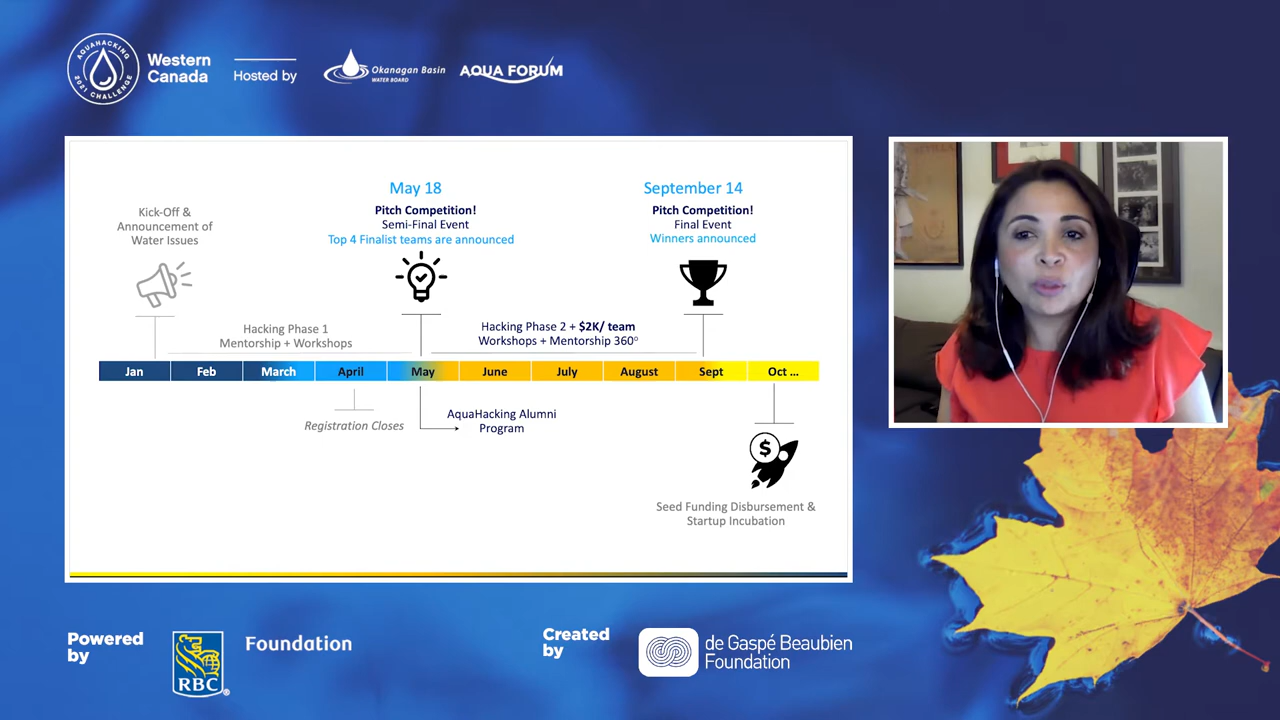 AQUAHACKING
2021 CHALLENGE
Western
Canada
Hosted by
Okanagan Basin
WATER BOARD
AQUA FORUM
May 18
Pitch Competition!
Semi-Final Event
Top 4 Finalist teams are announced
September 14
Pitch Competition!
Final Event
Winners announced
Kick-Off &
Announcement of
Water Issues
Hacking Phase 1
Mentorship + Workshops
Hacking Phase 2 + $2K/ team
Workshops + Mentorship 360°
Jan Feb March April May June July August Sept Oct ...
Registration Closes
AquaHacking Alumni
Program
$
Seed Funding Disbursement &
Startup Incubation
Powered
by
RBC®
Foundation
Created
by
de Gaspé Beaubien
Foundation